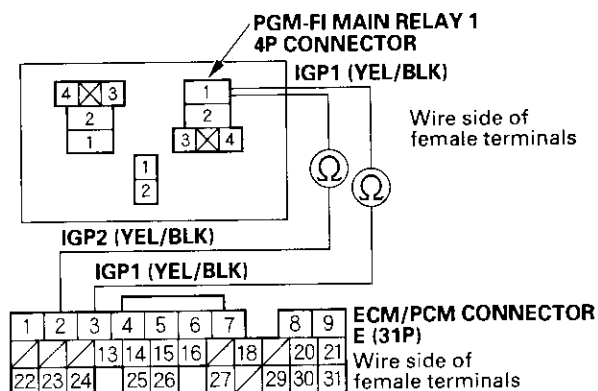 PGM-FI MAIN RELAY 1
4P CONNECTOR
IGP1 (YEL/BLK)
4 3
2
1
1
2
3 4
1
2
Wire side of
female terminals
Ω Ω
IGP2 (YEL/BLK)
IGP1 (YEL/BLK)
1 2 3 4 5 6 7 8 9
13 14 15 16 18 20 21
22 23 24 25 26 27 29 30 31
ECM/PCM CONNECTOR
E (31P)
Wire side of
female terminals